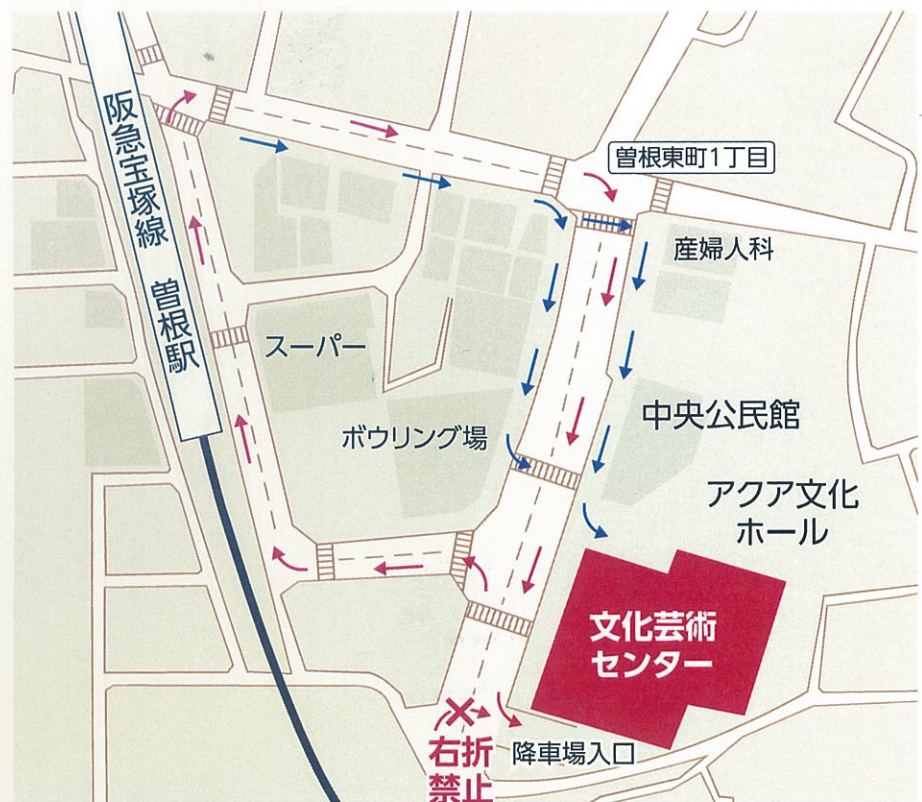 阪急宝塚線 曽根駅
曽根東町1丁目
産婦人科
スーパー
ボウリング場
中央公民館
アクア文化
ホール
文化芸術
センター
右折
禁止
降車場入口